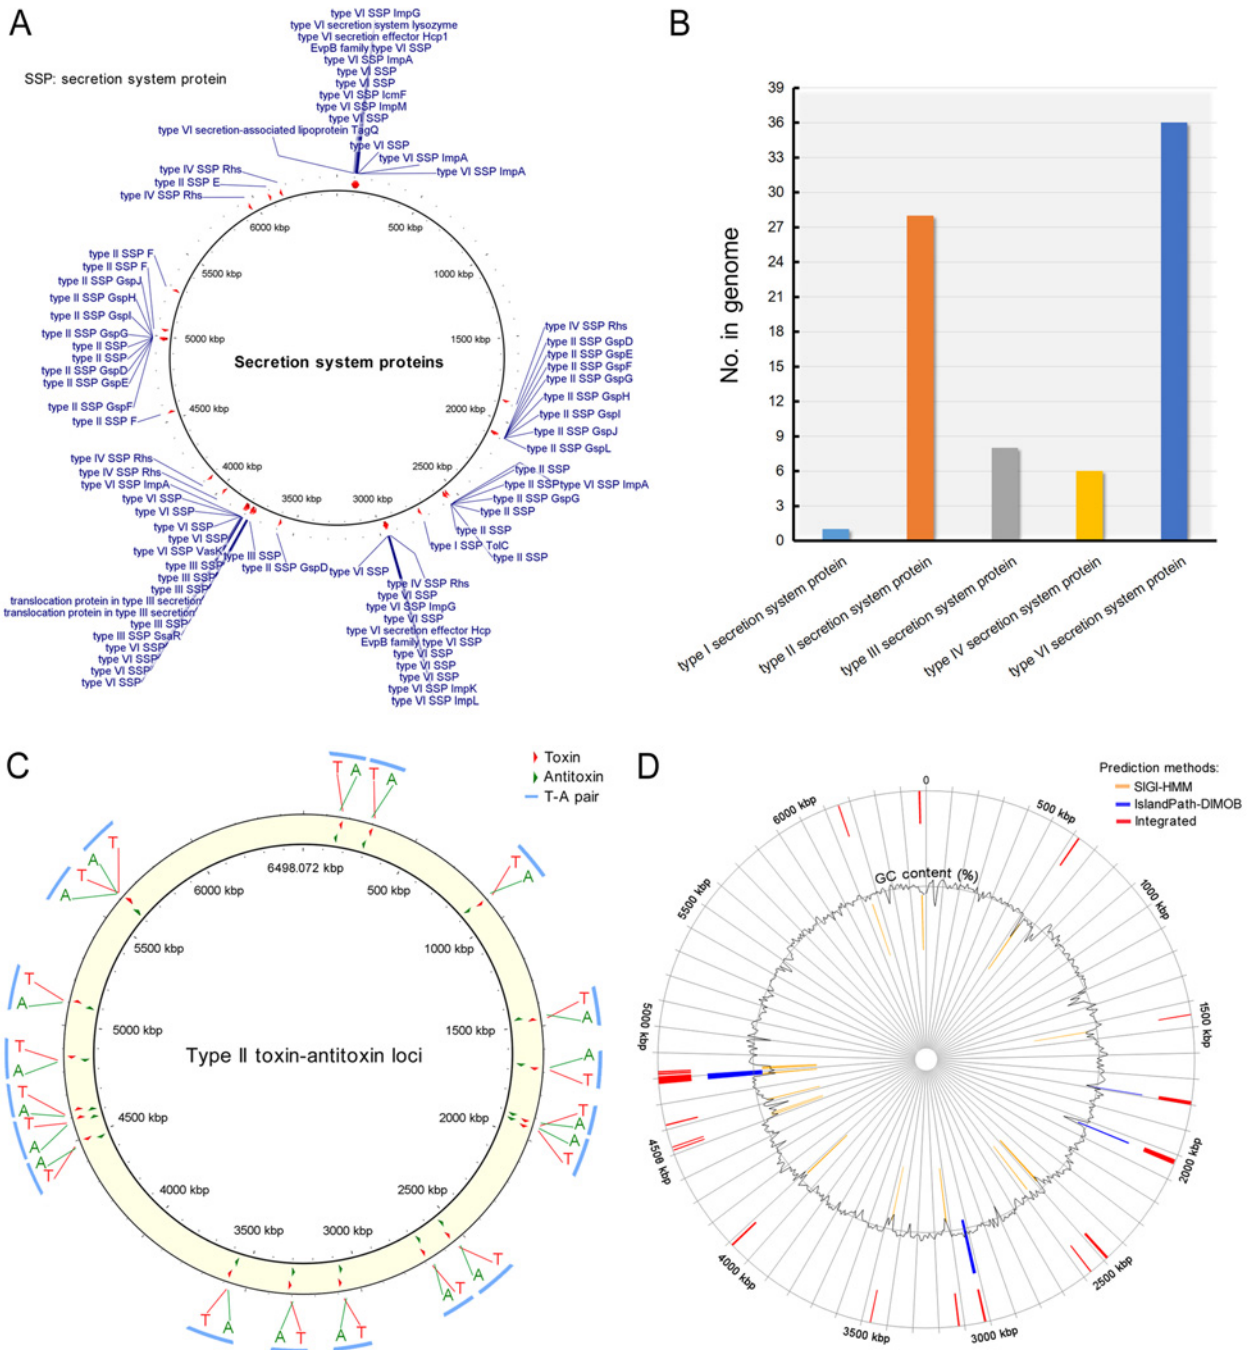 A
SSP: secretion system protein
type VI SSP ImpG
type VI secretion system lysozyme
type VI secretion effector Hcp1
EvpB family type VI SSP
type VI SSP ImpA
type VI SSP
type VI SSP
type VI SSP IcmF
type VI SSP ImpM
type VI SSP
type VI secretion-associated lipoprotein TagQ
type VI SSP
type VI SSP ImpA
type VI SSP ImpA
type IV SSP Rhs
type II SSP E
type IV SSP Rhs
6000 kbp
500 kbp
5500 kbp
1000 kbp
type II SSP F
type II SSP F
type II SSP GspJ
type II SSP GspH
type II SSP GspI
type II SSP GspG
type II SSP
type II SSP
type II SSP GspD
type II SSP GspE
type II SSP GspF
type II SSP F
5000 kbp
1500 kbp
Secretion system proteins
type IV SSP Rhs
type II SSP GspD
type II SSP GspE
type II SSP GspF
type II SSP GspG
type II SSP GspH
type II SSP GspI
type II SSP GspJ
type II SSP GspL
4500 kbp
2000 kbp
4000 kbp
2500 kbp
3500 kbp
3000 kbp
type II SSP
type II SSP
type VI SSP ImpA
type II SSP GspG
type II SSP
type II SSP
type I SSP TolC
type II SSP
type IV SSP Rhs
type IV SSP Rhs
type VI SSP ImpA
type VI SSP
type VI SSP
type VI SSP
type VI SSP
type VI SSP VasK
type III SSP
type II SSP GspD
type III SSP
type III SSP
type III SSP
translocation protein in type III secretion
translocation protein in type III secretion
type III SSP
type III SSP SsaR
type VI SSP
type VI SSP
type VI SSP
type VI SSP
type VI SSP
type IV SSP Rhs
type VI SSP
type VI SSP ImpG
type VI SSP
type VI secretion effector Hcp
EvpB family type VI SSP
type VI SSP
type VI SSP
type VI SSP
type VI SSP ImpK
type VI SSP ImpL
B
No. in genome
39
36
33
30
27
24
21
18
15
12
9
6
3
0
type I secretion system protein
type II secretion system protein
type III secretion system protein
type IV secretion system protein
type VI secretion system protein
C
Toxin
Antitoxin
T-A pair
T
A
T
A
T
A
T
A
A
T
A
T
A
T
T
A
T
A
T
A
A
T
A
T
A
T
A
T
A
T
A
T
A
T
A
T
6498.072 kbp
500 kbp
1000 kbp
1500 kbp
2000 kbp
2500 kbp
3000 kbp
3500 kbp
4000 kbp
4500 kbp
5000 kbp
5500 kbp
6000 kbp
Type II toxin-antitoxin loci
D
Prediction methods:
SIGI-HMM
IslandPath-DIMOB
Integrated
0
500 kbp
1000 kbp
1500 kbp
2000 kbp
2500 kbp
3000 kbp
3500 kbp
4000 kbp
4500 kbp
5000 kbp
5500 kbp
6000 kbp
GC content (%)